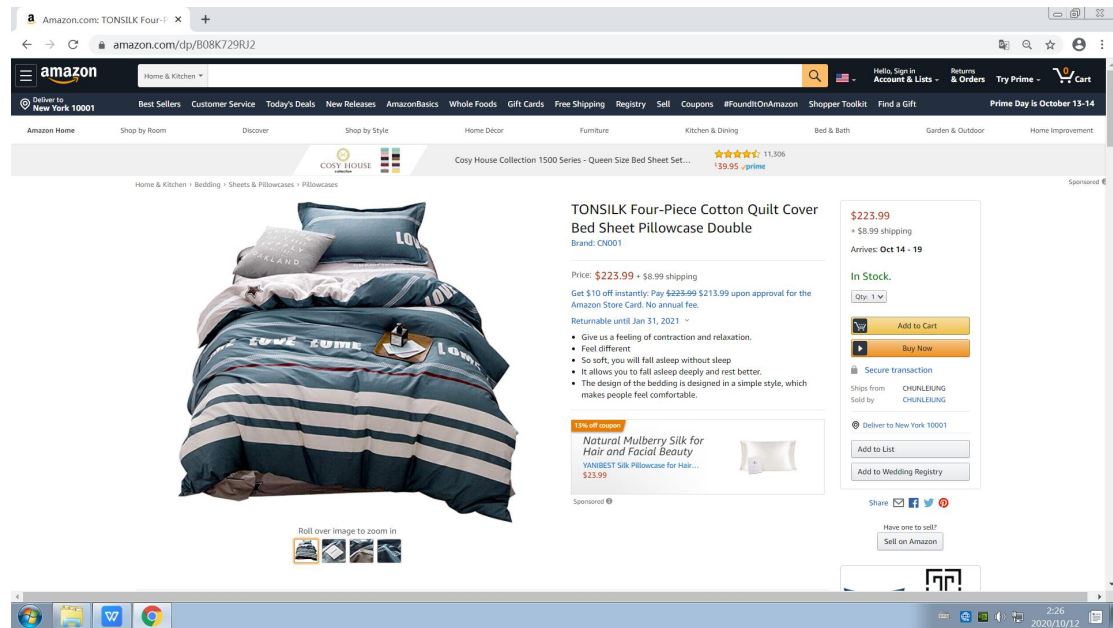 Amazon.com: TONSILK Four-P
amazon.com/dp/B08K729RJ2
amazon
Home & Kitchen
Hello, Sign in
Account & Lists
Returns
& Orders
Try Prime
0
Cart
Deliver to
New York 10001
Best Sellers Customer Service Today's Deals New Releases AmazonBasics Whole Foods Gift Cards Free Shipping Registry Sell Coupons #FoundItOnAmazon Shopper Toolkit Find a Gift
Prime Day is October 13-14
Amazon Home Shop by Room Discover Shop by Style Home Décor Furniture Kitchen & Dining Bed & Bath Garden & Outdoor Home Improvement
COSY HOUSE
collection
Cosy House Collection 1500 Series - Queen Size Bed Sheet Set...
11,306
$39.95 prime
Sponsored
Home & Kitchen › Bedding › Sheets & Pillowcases › Pillowcases
OAKLAND
LOVE
Roll over image to zoom in
TONSILK Four-Piece Cotton Quilt Cover
Bed Sheet Pillowcase Double
Brand: CN001
Price: $223.99 + $8.99 shipping
Get $10 off instantly: Pay $223.99 $213.99 upon approval for the
Amazon Store Card. No annual fee.
Returnable until Jan 31, 2021
• Give us a feeling of contraction and relaxation.
• Feel different
• So soft, you will fall asleep without sleep
• It allows you to fall asleep deeply and rest better.
• The design of the bedding is designed in a simple style, which
makes people feel comfortable.
13% off coupon
Natural Mulberry Silk for
Hair and Facial Beauty
YANIBEST Silk Pillowcase for Hair...
$23.99
Sponsored
$223.99
+ $8.99 shipping
Arrives: Oct 14 - 19
In Stock.
Qty: 1
Add to Cart
Buy Now
Secure transaction
Ships from CHUNLEIUNG
Sold by CHUNLEIUNG
Deliver to New York 10001
Add to List
Add to Wedding Registry
Share
Have one to sell?
Sell on Amazon
2:26
2020/10/12